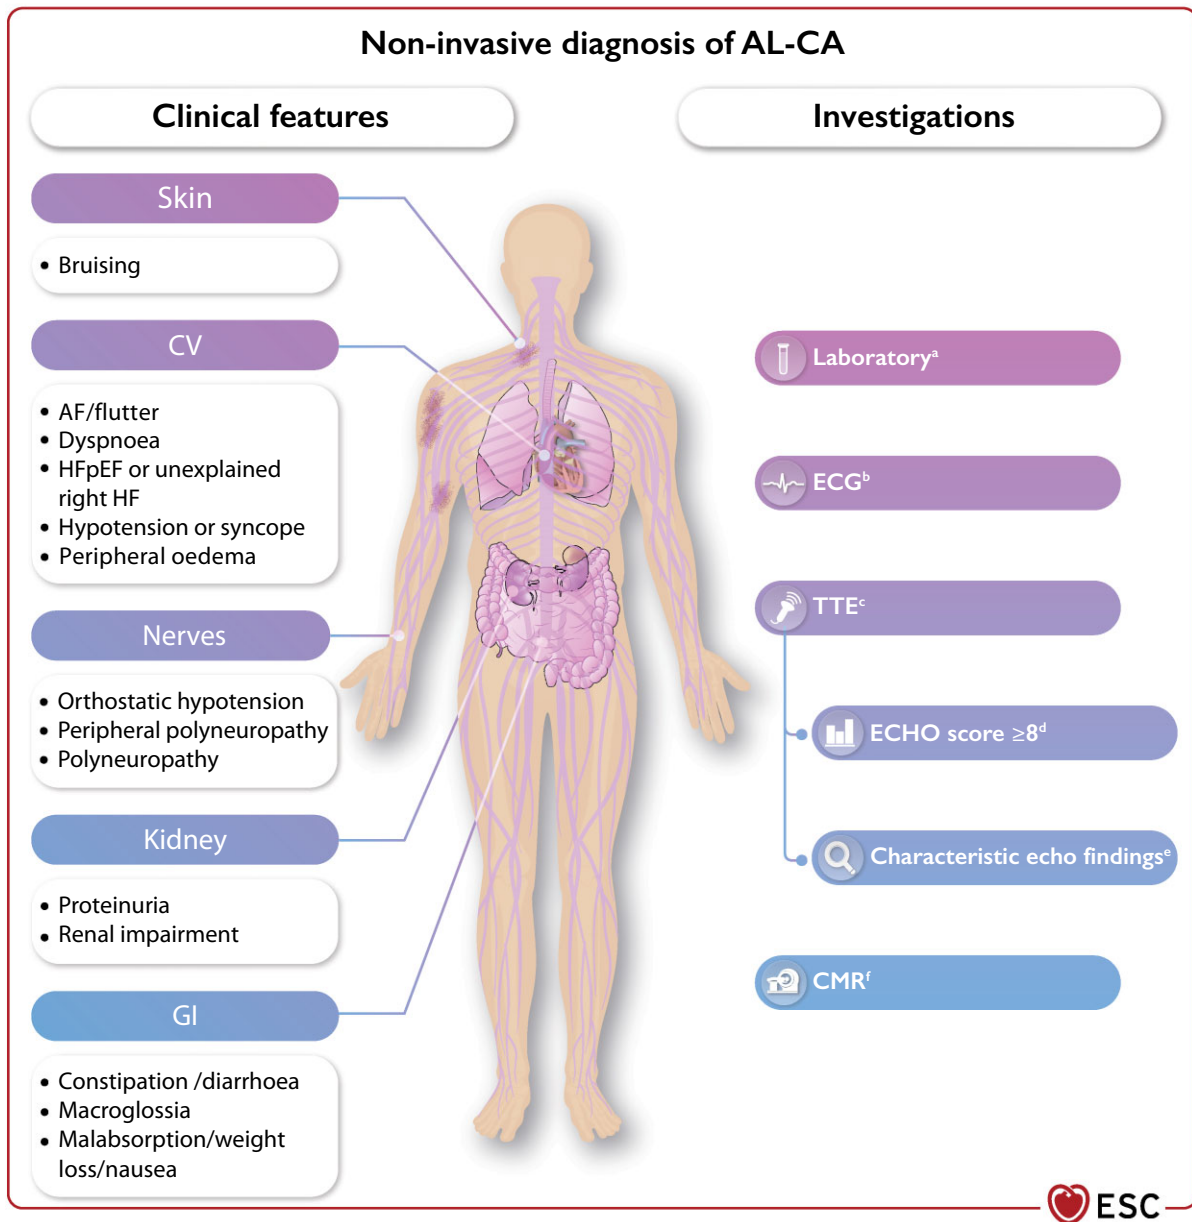 Non-invasive diagnosis of AL-CA
Clinical features
Skin
• Bruising
CV
• AF/flutter
• Dyspnoea
• HFpEF or unexplained
right HF
• Hypotension or syncope
• Peripheral oedema
Nerves
• Orthostatic hypotension
• Peripheral polyneuropathy
• Polyneuropathy
Kidney
• Proteinuria
• Renal impairment
GI
• Constipation /diarrhoea
• Macroglossia
• Malabsorption/weight
loss/nausea
Investigations
Laboratoryᵃ
ECGᵇ
TTEᶜ
ECHO score ≥8ᵈ
Characteristic echo findingsᵉ
CMRᶠ
ESC